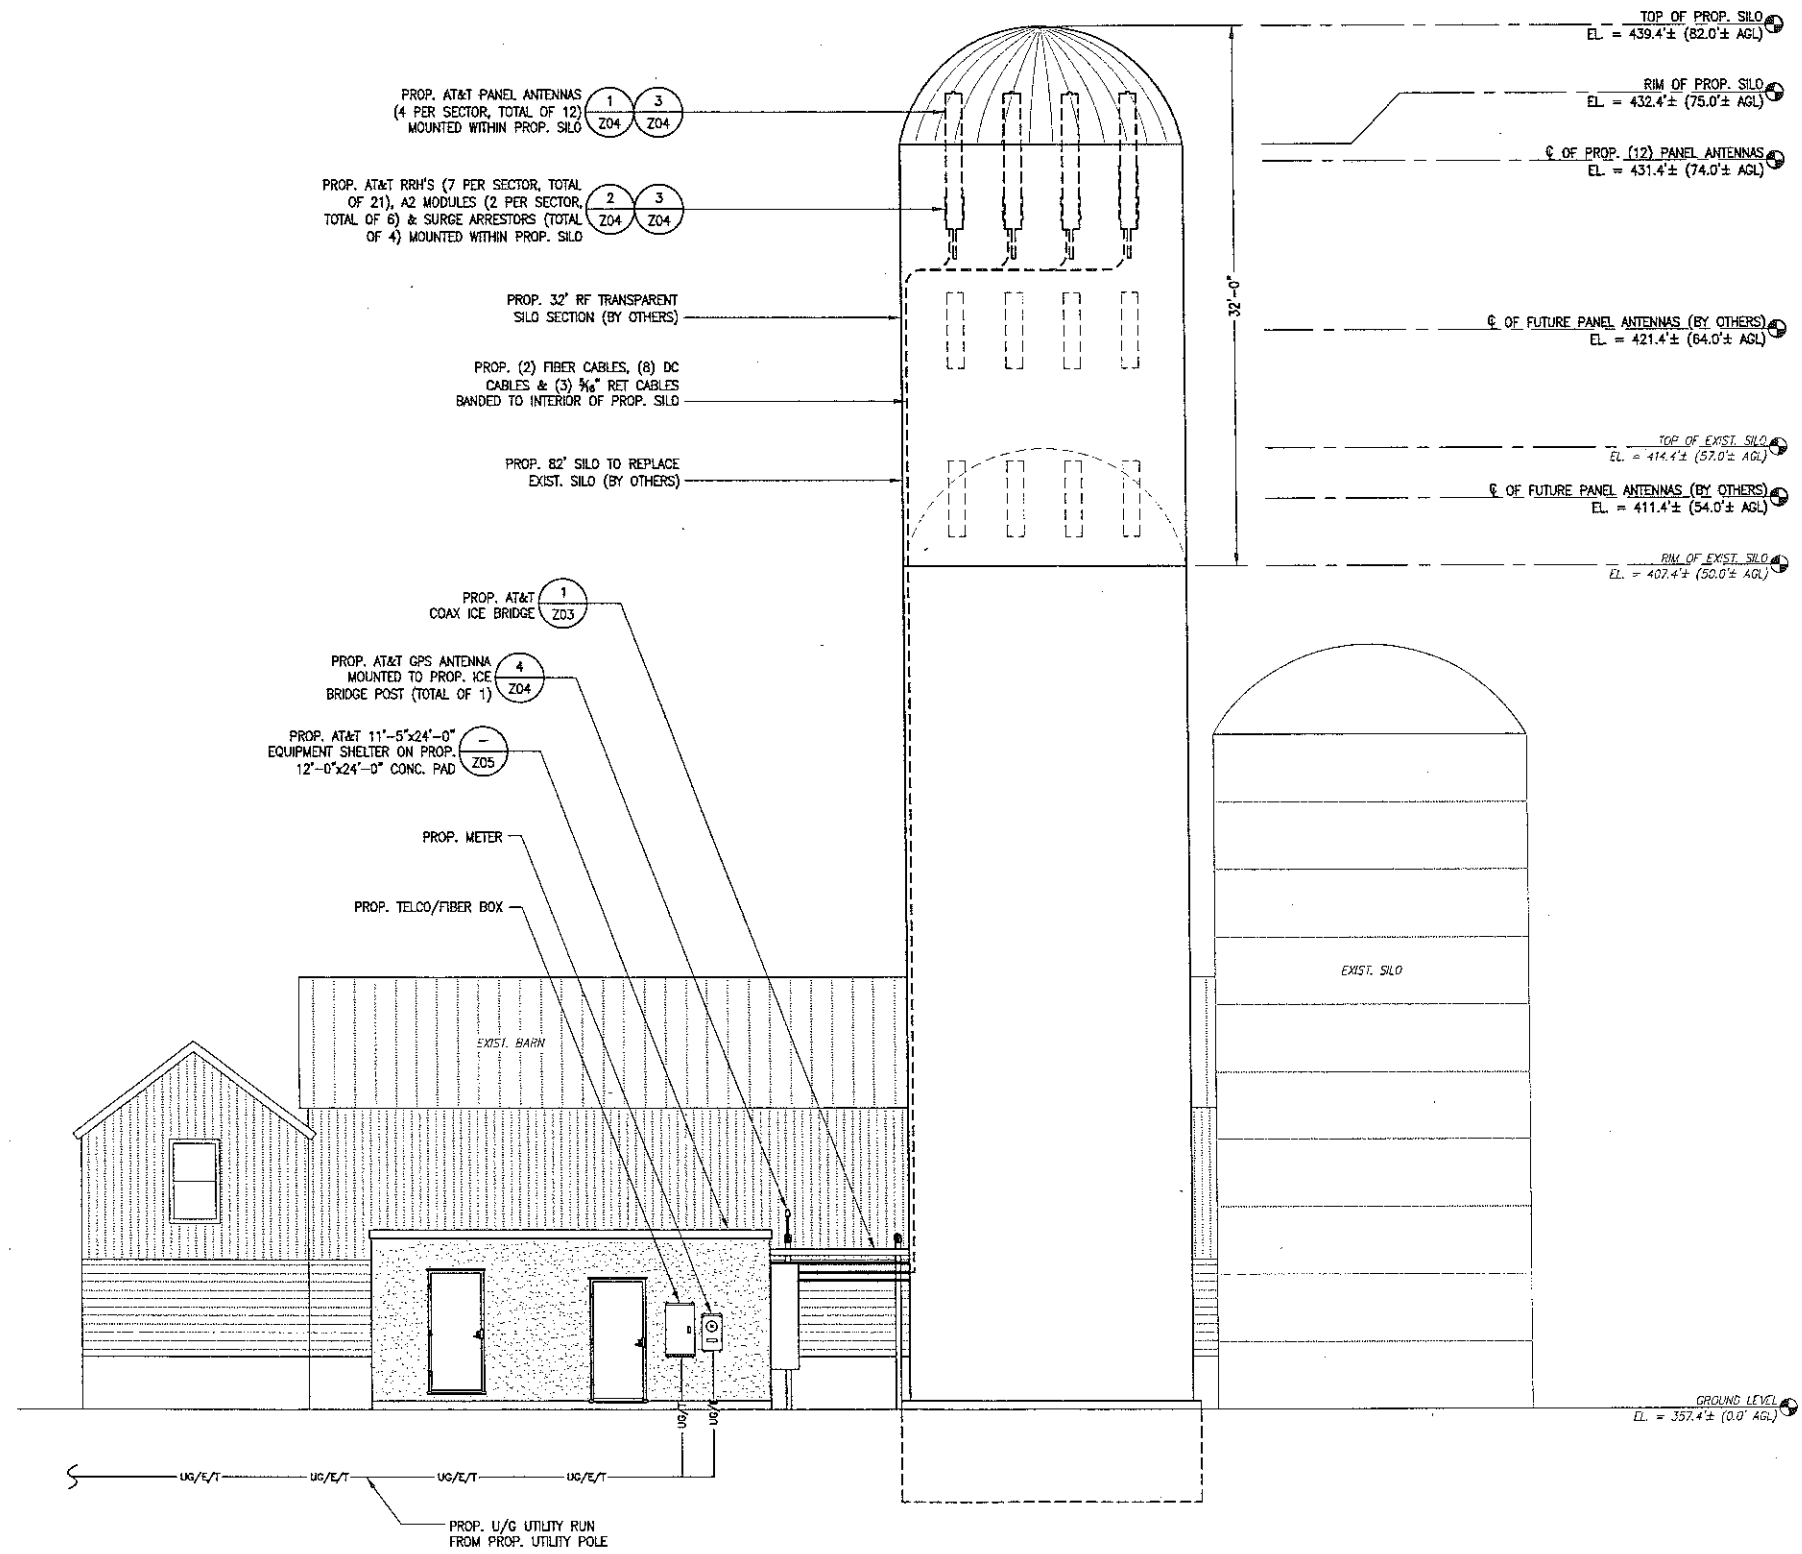 TOP OF PROP. SILO
EL. = 439.4'± (82.0'± AGL)
RIM OF PROP. SILO
EL. = 432.4'± (75.0'± AGL)
℄ OF PROP. (12) PANEL ANTENNAS
EL. = 431.4'± (74.0'± AGL)
PROP. AT&T PANEL ANTENNAS
(4 PER SECTOR, TOTAL OF 12)
MOUNTED WITHIN PROP. SILO
1
Z04
3
Z04
PROP. AT&T RRH'S (7 PER SECTOR, TOTAL
OF 21), A2 MODULES (2 PER SECTOR,
TOTAL OF 6) & SURGE ARRESTORS (TOTAL
OF 4) MOUNTED WITHIN PROP. SILO
2
Z04
3
Z04
PROP. 32' RF TRANSPARENT
SILO SECTION (BY OTHERS)
32'-0"
℄ OF FUTURE PANEL ANTENNAS (BY OTHERS)
EL. = 421.4'± (64.0'± AGL)
PROP. (2) FIBER CABLES, (8) DC
CABLES & (3) 5/16" RET CABLES
BANDED TO INTERIOR OF PROP. SILO
TOP OF EXIST. SILO
EL. = 414.4'± (57.0'± AGL)
PROP. 82' SILO TO REPLACE
EXIST. SILO (BY OTHERS)
℄ OF FUTURE PANEL ANTENNAS (BY OTHERS)
EL. = 411.4'± (54.0'± AGL)
RIM OF EXIST. SILO
EL. = 407.4'± (50.0'± AGL)
PROP. AT&T
COAX ICE BRIDGE
1
Z03
PROP. AT&T GPS ANTENNA
MOUNTED TO PROP. ICE
BRIDGE POST (TOTAL OF 1)
4
Z04
PROP. AT&T 11'-5"x24'-0"
EQUIPMENT SHELTER ON PROP.
12'-0"x24'-0" CONC. PAD
-
Z05
PROP. METER
PROP. TELCO/FIBER BOX
EXIST. SILO
EXIST. BARN
GROUND LEVEL
EL. = 357.4'± (0.0' AGL)
UG/T
UG/E
UG/E/T
UG/E/T
UG/E/T
UG/E/T
PROP. U/G UTILITY RUN
FROM PROP. UTILITY POLE